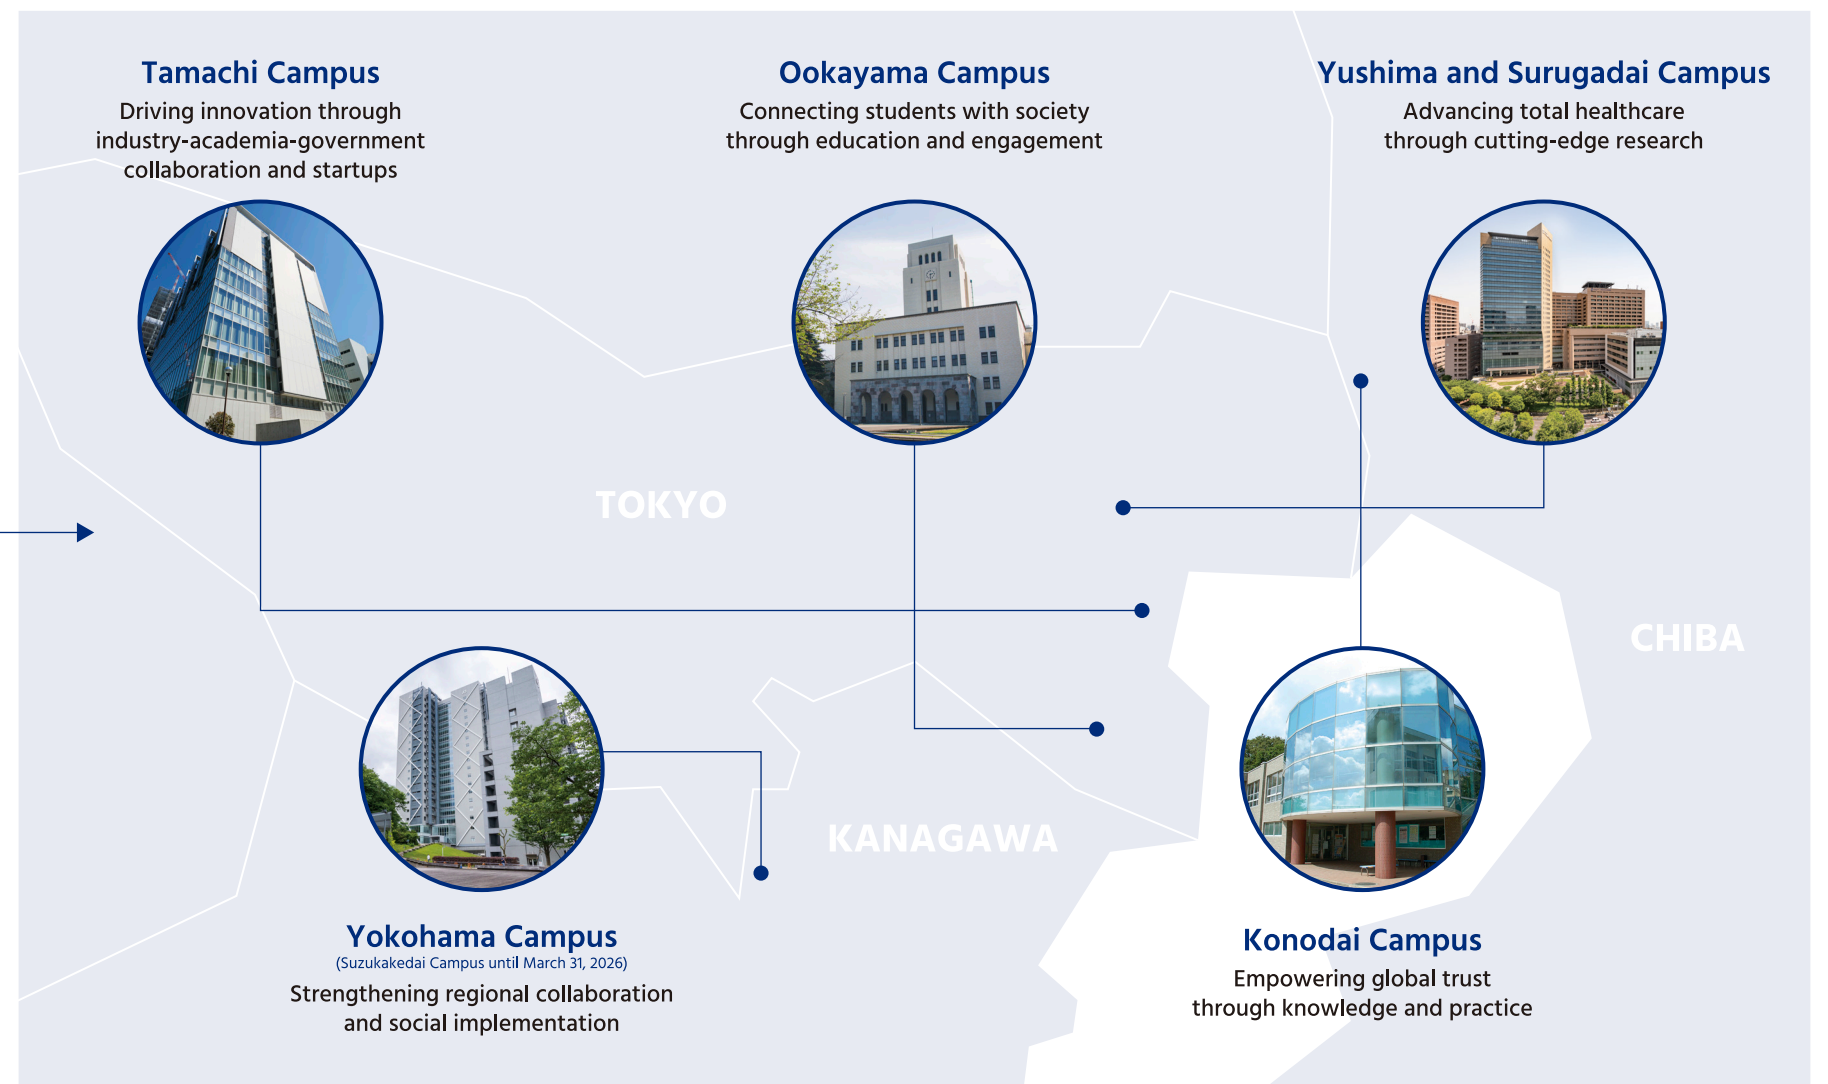 Tamachi Campus
Driving innovation through
industry-academia-government
collaboration and startups
Ookayama Campus
Connecting students with society
through education and engagement
Yushima and Surugadai Campus
Advancing total healthcare
through cutting-edge research
TOKYO
CHIBA
KANAGAWA
Yokohama Campus
(Suzukakedai Campus until March 31, 2026)
Strengthening regional collaboration
and social implementation
Konodai Campus
Empowering global trust
through knowledge and practice